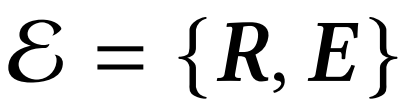 ℰ = {𝑹, 𝑬}